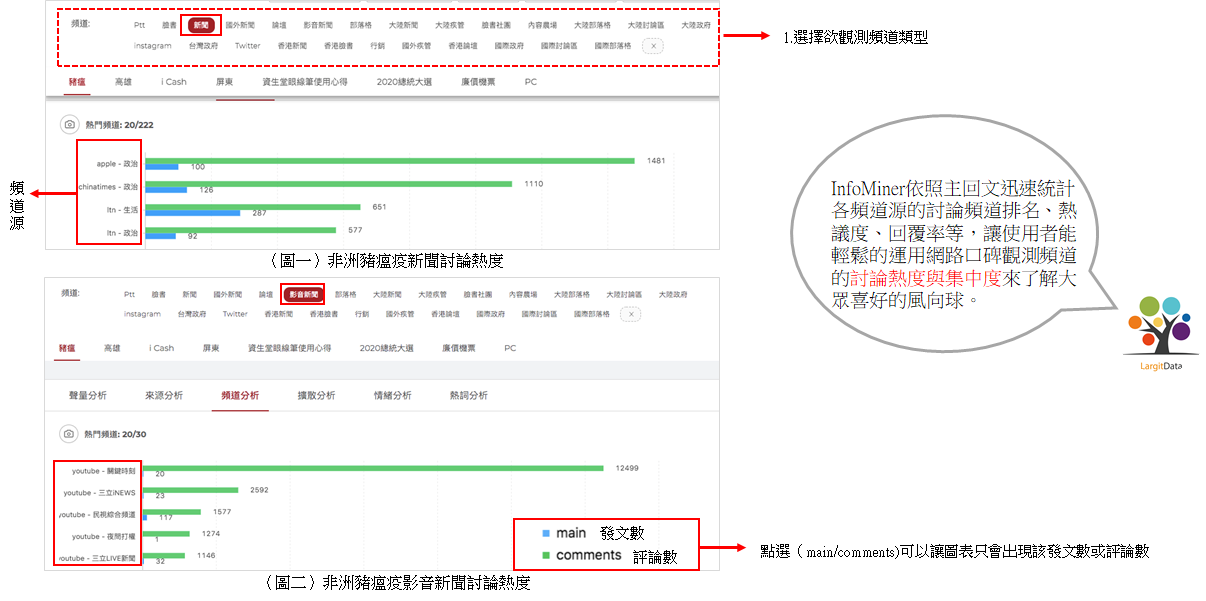 頻道:
Ptt 臉書 新聞 國外新聞 論壇 影音新聞 部落格 大陸新聞 大陸疾管 臉書社團 內容農場 大陸部落格 大陸討論區 大陸政府
instagram 台灣政府 Twitter 香港新聞 香港臉書 行銷 國外疾管 香港論壇 國際政府 國際討論區 國際部落格 x
1.選擇欲觀測頻道類型
豬瘟 高雄 i Cash 屏東 資生堂眼線筆使用心得 2020總統大選 廉價機票 PC
熱門頻道: 20/222
apple - 政治 1481
100
chinatimes - 政治 1110
126
ltn - 生活 651
287
ltn - 政治 577
92
頻道源
（圖一）非洲豬瘟疫新聞討論熱度
頻道:
Ptt 臉書 新聞 國外新聞 論壇 影音新聞 部落格 大陸新聞 大陸疾管 臉書社團 內容農場 大陸部落格 大陸討論區 大陸政府
instagram 台灣政府 Twitter 香港新聞 香港臉書 行銷 國外疾管 香港論壇 國際政府 國際討論區 國際部落格 x
豬瘟 高雄 i Cash 屏東 資生堂眼線筆使用心得 2020總統大選 廉價機票 PC
聲量分析 來源分析 頻道分析 擴散分析 情緒分析 熱詞分析
熱門頻道: 20/30
youtube - 關鍵時刻 12499
20
youtube - 三立iNEWS 2592
23
youtube - 民視綜合頻道 1577
117
youtube - 夜問打權 1274
1
youtube - 三立LIVE新聞 1146
32
main 發文數
comments 評論數
點選（main/comments)可以讓圖表只會出現該發文數或評論數
（圖二）非洲豬瘟疫影音新聞討論熱度
InfoMiner依照主回文迅速統計
各頻道源的討論頻道排名、熱
議度、回覆率等，讓使用者能
輕鬆的運用網路口碑觀測頻道
的討論熱度與集中度來了解大
眾喜好的風向球。
LargitData